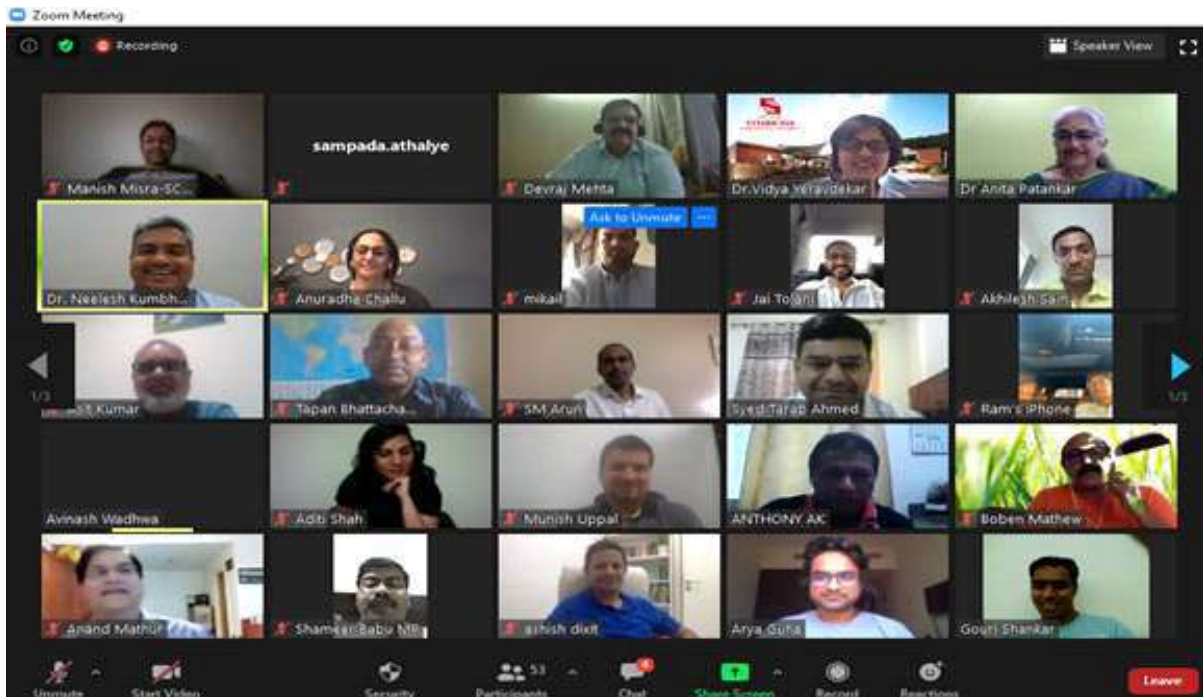 Zoom Meeting
Recording
Speaker View
Manish Misra-SC...
sampada.athalye
Devraj Mehta
Dr.Vidya Yeravdekar
Dr Anita Patankar
Dr. Neelesh Kumbh...
Anuradha Challu
Ask to Unmute ...
mikail
Jai Tolani
Akhilesh Sain
1/3
Kumar
Tapan Bhattacha...
SM Arun
Syed Tarab Ahmed
Ram's iPhone
1/3
Avinash Wadhwa
Aditi Shah
Munish Uppal
ANTHONY AK
Boben Mathew
Anand Mathur
Shameer Babu MP
ashish dixit
Arya Guha
Gouri Shankar
Unmute
Start Video
Security
Participants
53
Chat
Share Screen
Record
Reactions
Leave